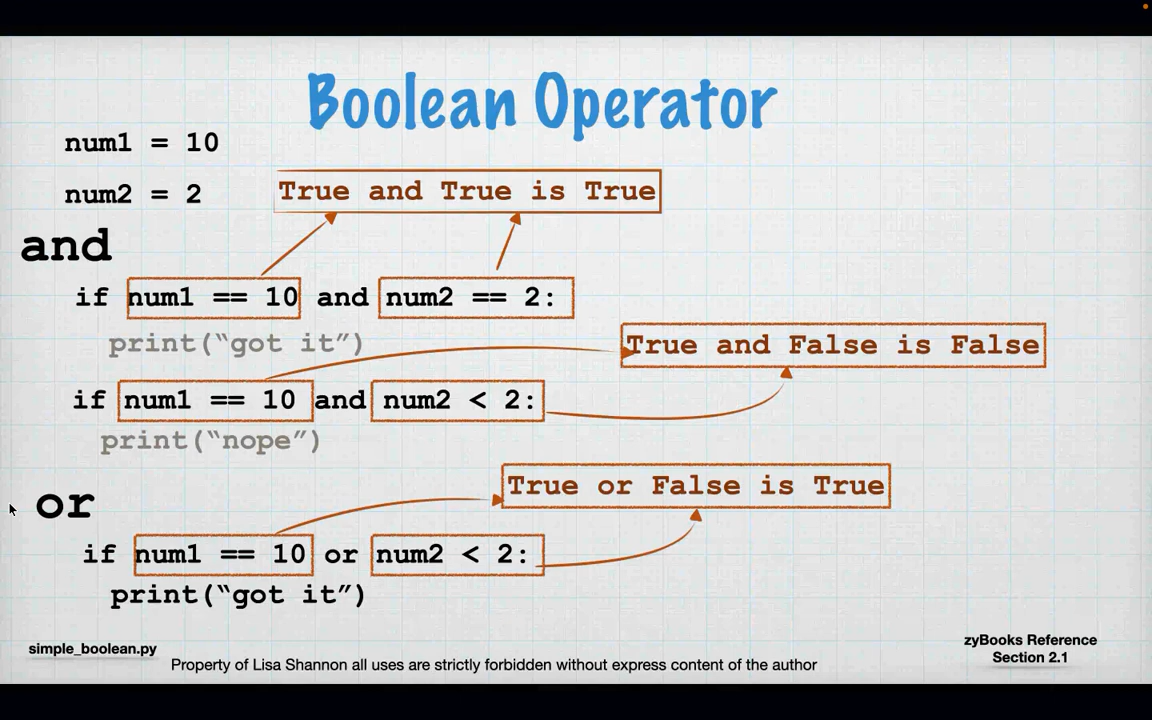 Boolean Operator
num1 = 10
num2 = 2
True and True is True
and
if num1 == 10 and num2 == 2:
print(“got it”)
True and False is False
if num1 == 10 and num2 < 2:
print(“nope”)
True or False is True
or
if num1 == 10 or num2 < 2:
print(“got it”)
simple_boolean.py
Property of Lisa Shannon all uses are strictly forbidden without express content of the author
zyBooks Reference
Section 2.1